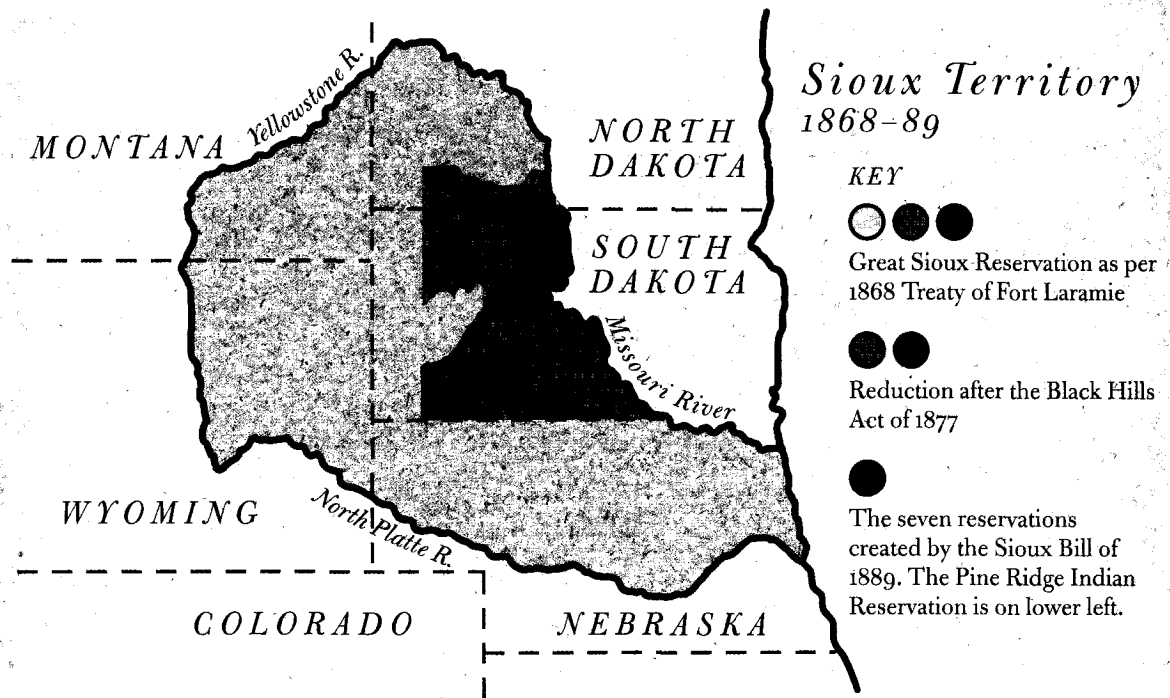 Sioux Territory
1868–89
KEY
Great Sioux Reservation as per
1868 Treaty of Fort Laramie
Reduction after the Black Hills
Act of 1877
The seven reservations
created by the Sioux Bill of
1889. The Pine Ridge Indian
Reservation is on lower left.
MONTANA
Yellowstone R.
NORTH
DAKOTA
SOUTH
DAKOTA
Missouri River
WYOMING
North Platte R.
COLORADO
NEBRASKA